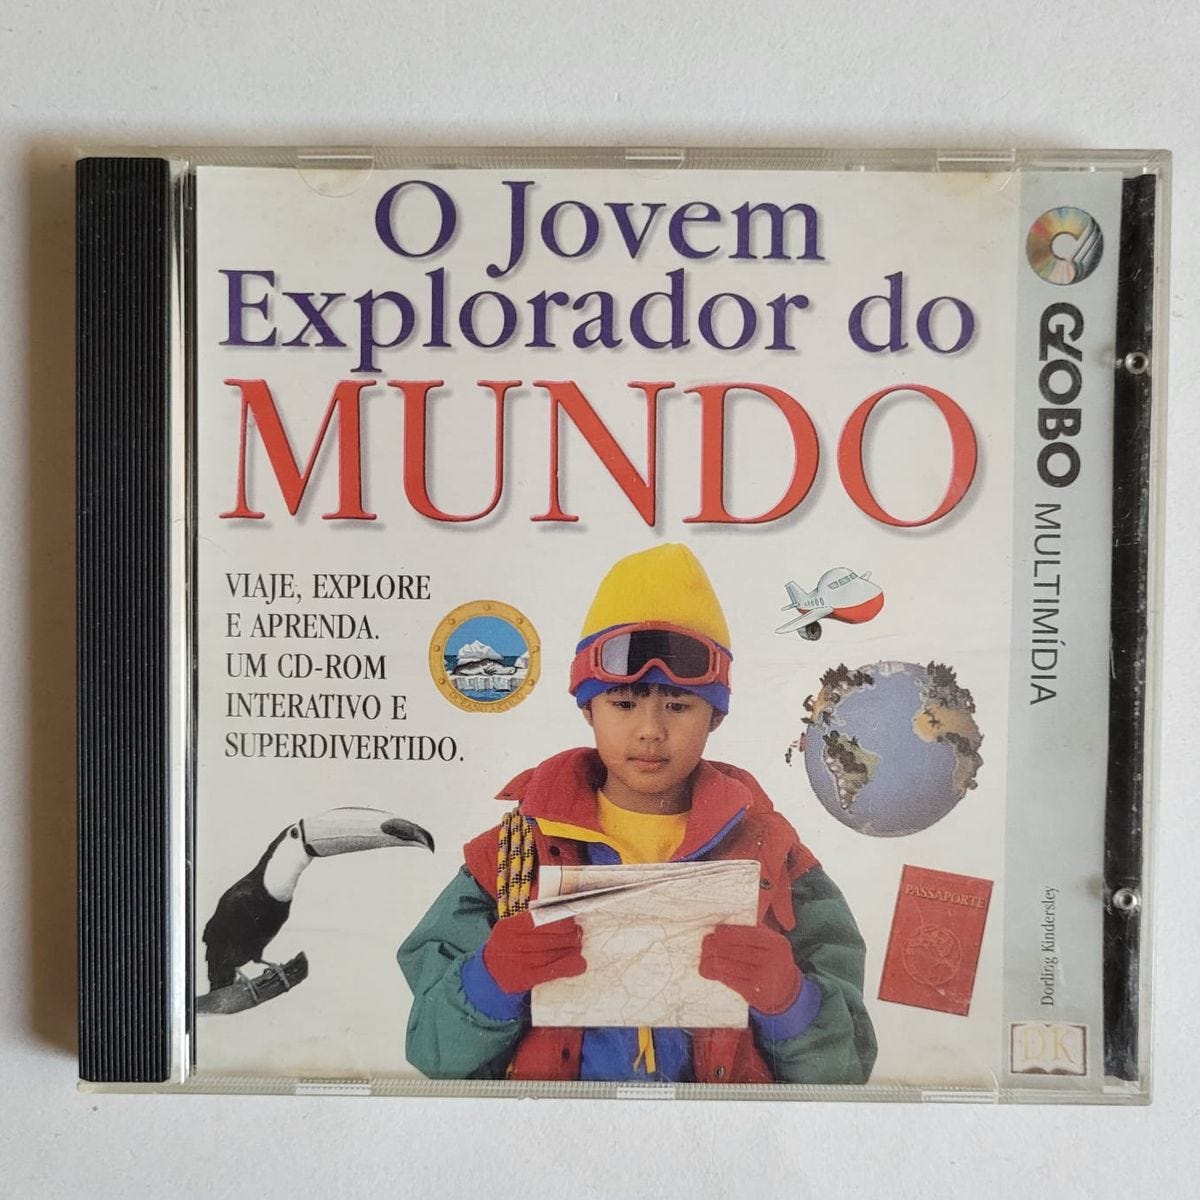 O Jovem
Explorador do
MUNDO
VIAJE, EXPLORE
E APRENDA.
UM CD-ROM
INTERATIVO E
SUPERDIVERTIDO.
PASSAPORTE
GLOBO MULTIMÍDIA
Dorling Kindersley
DK